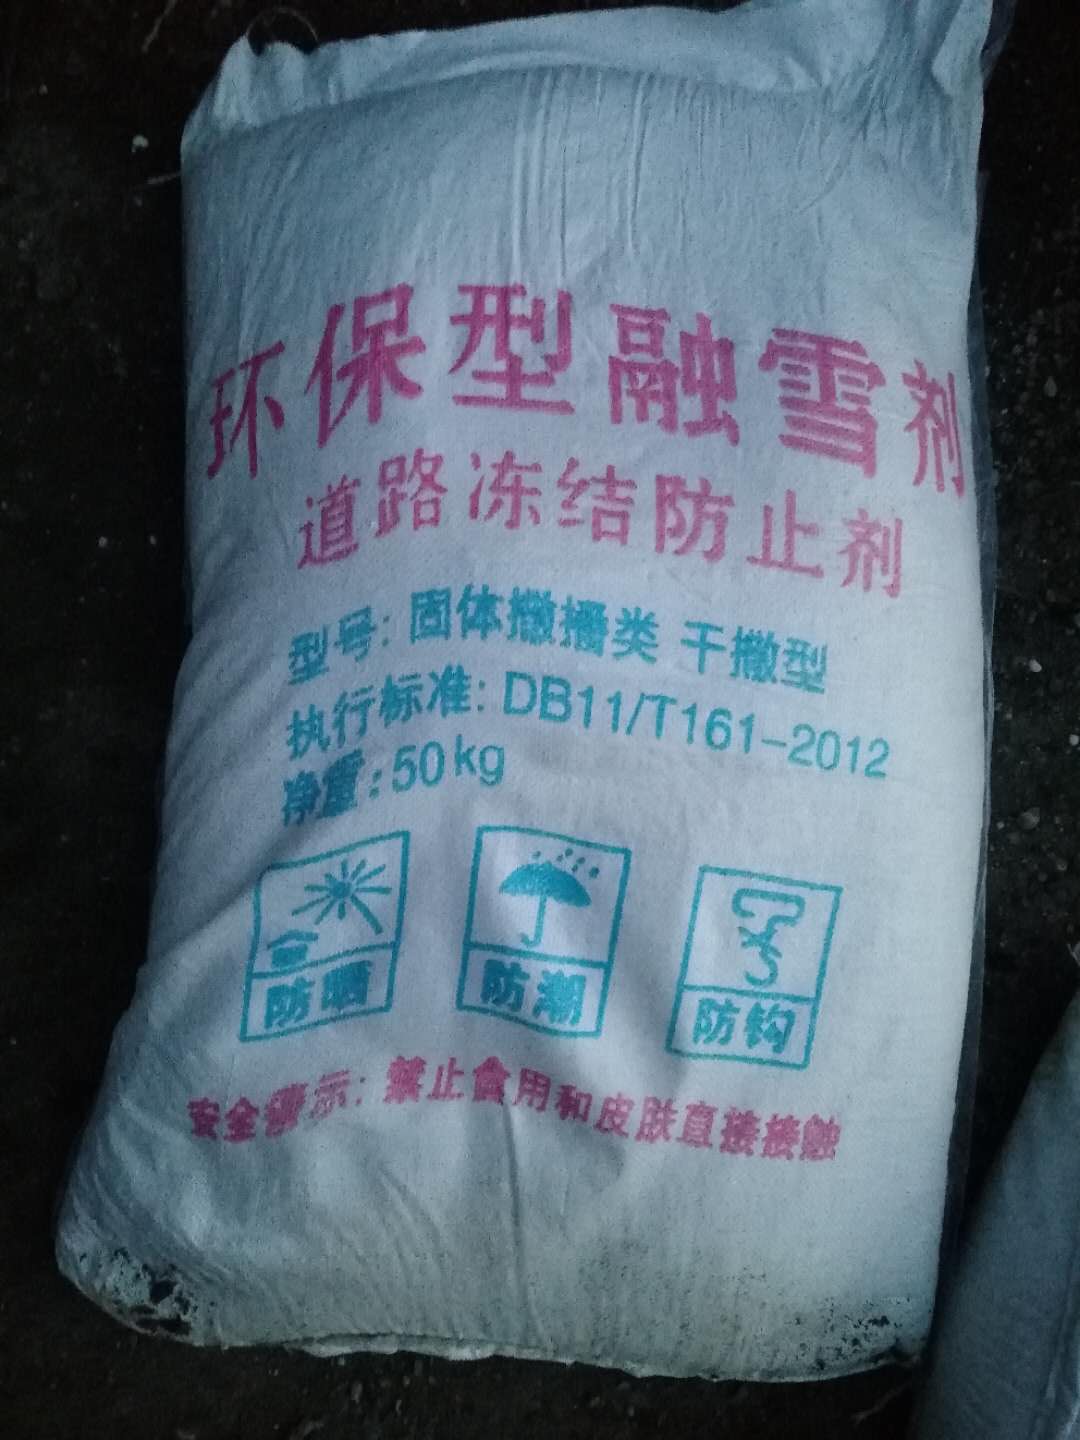 环保型融雪剂
道路冻结防止剂
型号:固体撒播类 干撒型
执行标准:DB11/T161-2012
净重:50kg
防晒
防潮
防钩
安全警示:禁止食用和皮肤直接接触